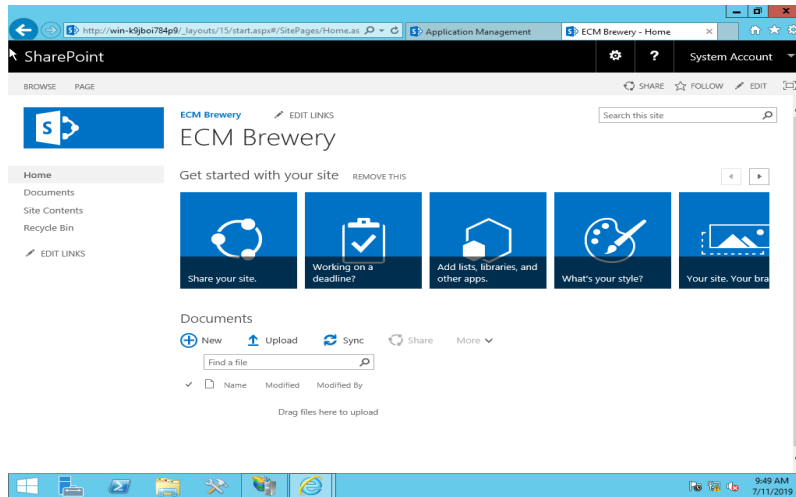 http://win-k9jboi784p9/_layouts/15/start.aspx#/SitePages/Home.as
Application Management
ECM Brewery - Home
SharePoint
?
System Account
BROWSE
PAGE
SHARE
FOLLOW
EDIT
S
ECM Brewery
EDIT LINKS
Search this site
ECM Brewery
Home
Documents
Site Contents
Recycle Bin
EDIT LINKS
Get started with your site
REMOVE THIS
Share your site.
Working on a
deadline?
Add lists, libraries, and
other apps.
What's your style?
Your site. Your bra
Documents
New
Upload
Sync
Share
More
Find a file
Name
Modified
Modified By
Drag files here to upload
9:49 AM
7/11/2019